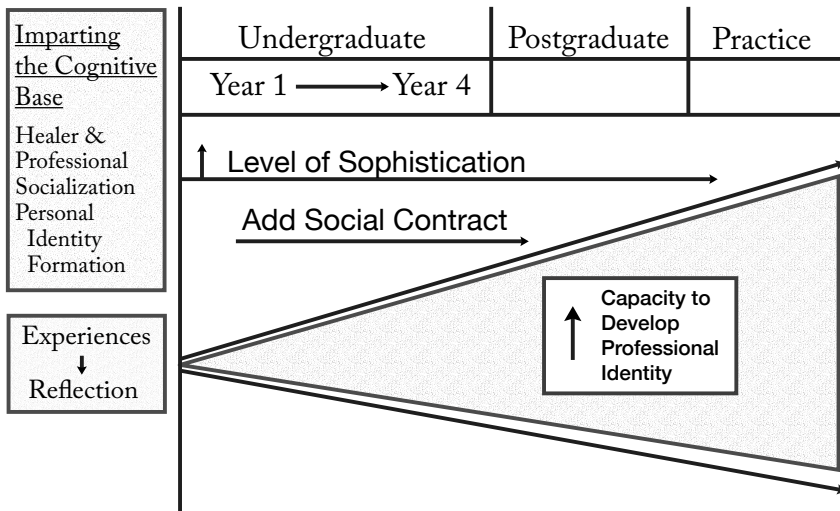 Imparting
the Cognitive
Base
Healer &
Professional
Socialization
Personal
Identity
Formation
Experiences
Reflection
Undergraduate
Postgraduate
Practice
Year 1
Year 4
Level of Sophistication
Add Social Contract
Capacity to
Develop
Professional
Identity